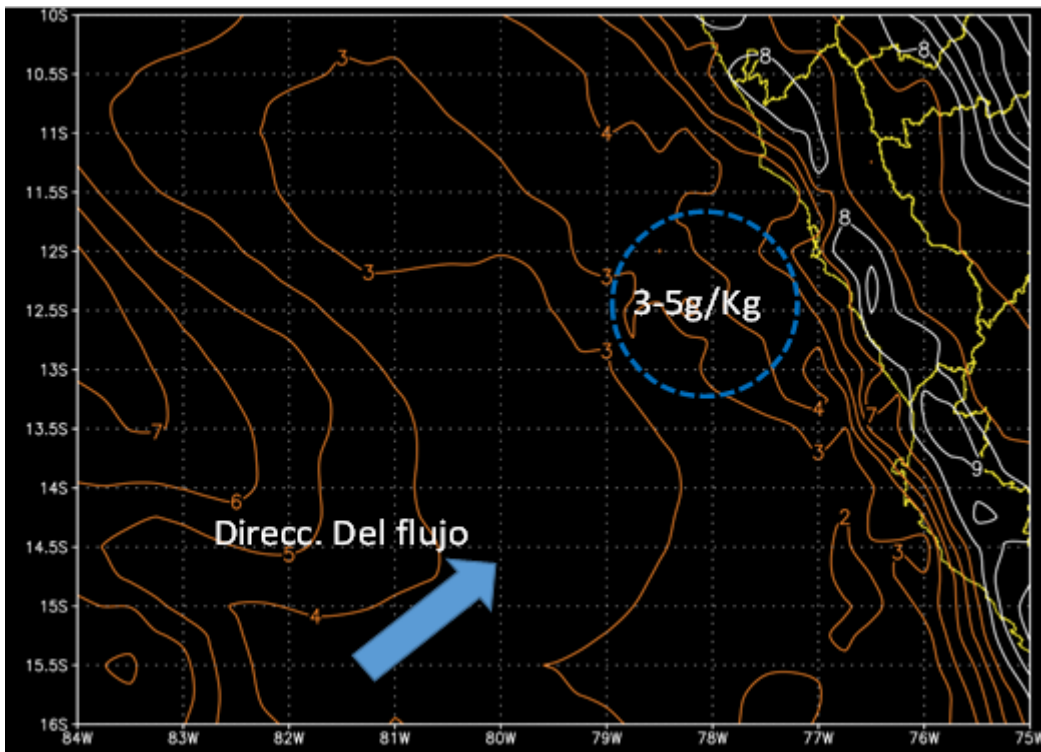 10S
8
3
8
10.5S
4
11S
11.5S
8
12S
3
3
12.5S
3-5g/Kg
3
13S
4
7
13.5S
7
3
9
14S
6
2
Direcc. Del flujo
14.5S
5
3
15S
4
15.5S
16S
84W 83W 82W 81W 80W 79W 78W 77W 76W 75W